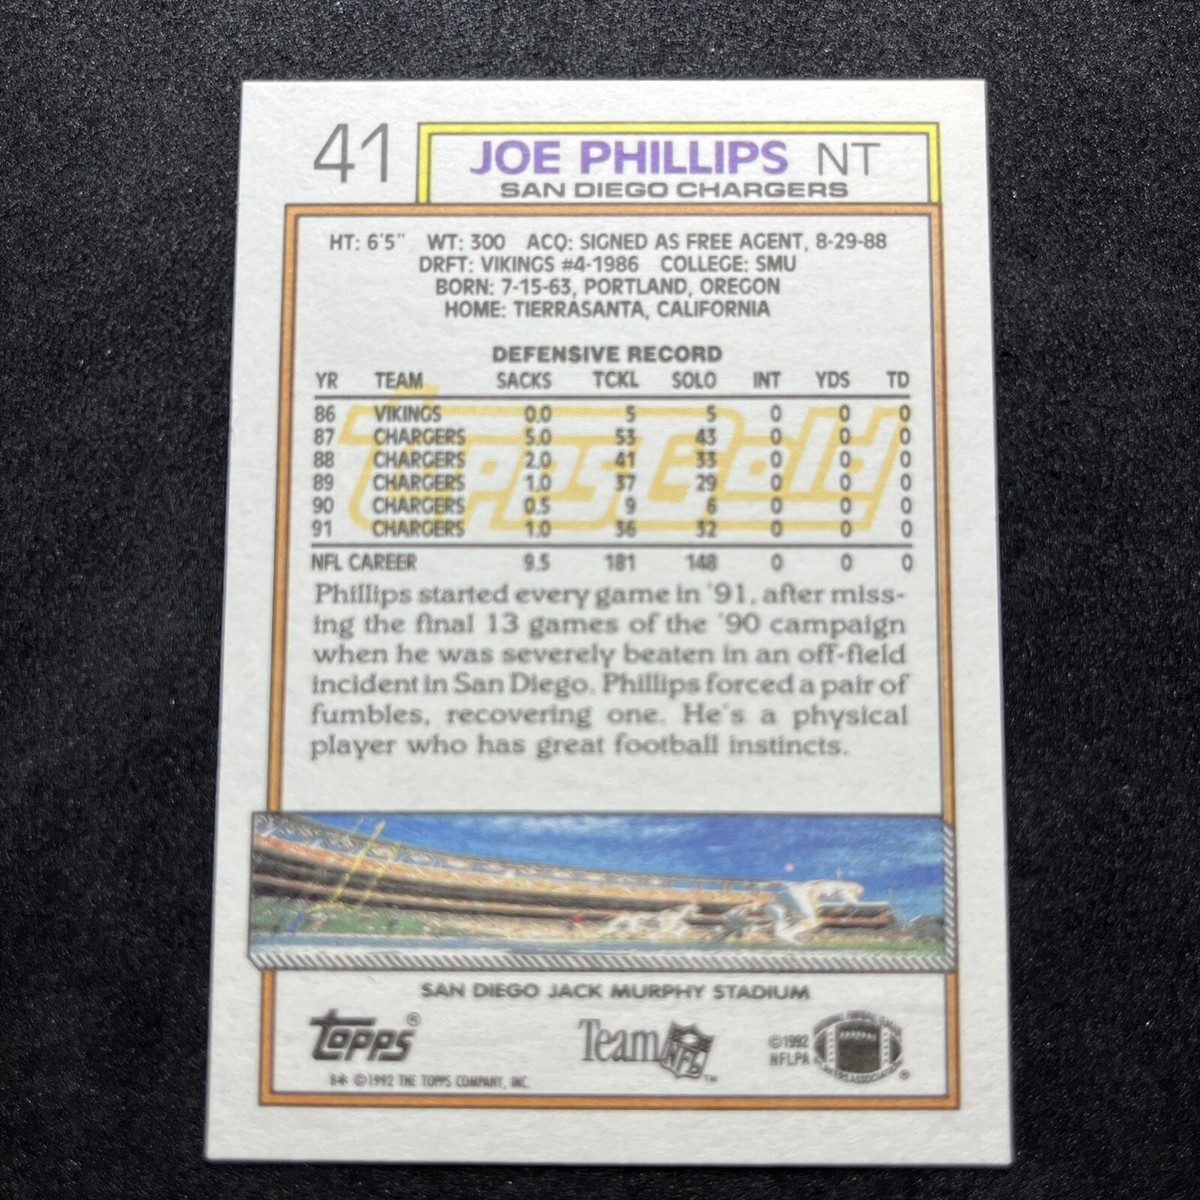 41
JOE PHILLIPS NT
SAN DIEGO CHARGERS
HT: 6'5" WT: 300 ACQ: SIGNED AS FREE AGENT, 8-29-88
DRFT: VIKINGS #4-1986 COLLEGE: SMU
BORN: 7-15-63, PORTLAND, OREGON
HOME: TIERRASANTA, CALIFORNIA
DEFENSIVE RECORD
YR TEAM SACKS TCKL SOLO INT YDS TD
86 VIKINGS 0.0 5 5 0 0 0
87 CHARGERS 5.0 53 43 0 0 0
88 CHARGERS 2.0 41 33 0 0 0
89 CHARGERS 1.0 37 29 0 0 0
90 CHARGERS 0.5 9 6 0 0 0
91 CHARGERS 1.0 36 32 0 0 0
NFL CAREER 9.5 181 148 0 0 0
ToppsGold
Phillips started every game in '91, after miss-
ing the final 13 games of the '90 campaign
when he was severely beaten in an off-field
incident in San Diego. Phillips forced a pair of
fumbles, recovering one. He's a physical
player who has great football instincts.
SAN DIEGO JACK MURPHY STADIUM
TOPPS®
Team NFL™
©1992
NFLPA
B* ©1992 THE TOPPS COMPANY, INC.